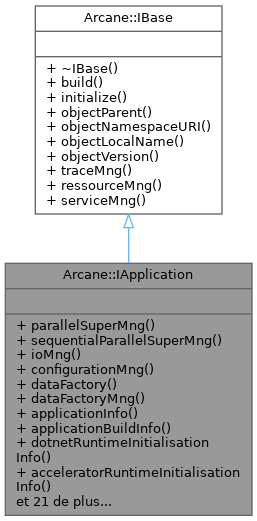 Arcane::IBase
+ ~IBase()
+ build()
+ initialize()
+ objectParent()
+ objectNamespaceURI()
+ objectLocalName()
+ objectVersion()
+ traceMng()
+ ressourceMng()
+ serviceMng()
Arcane::IApplication
+ parallelSuperMng()
+ sequentialParallelSuperMng()
+ ioMng()
+ configurationMng()
+ dataFactory()
+ dataFactoryMng()
+ applicationInfo()
+ applicationBuildInfo()
+ dotnetRuntimeInitialisation
Info()
+ acceleratorRuntimeInitialisation
Info()
et 21 de plus...